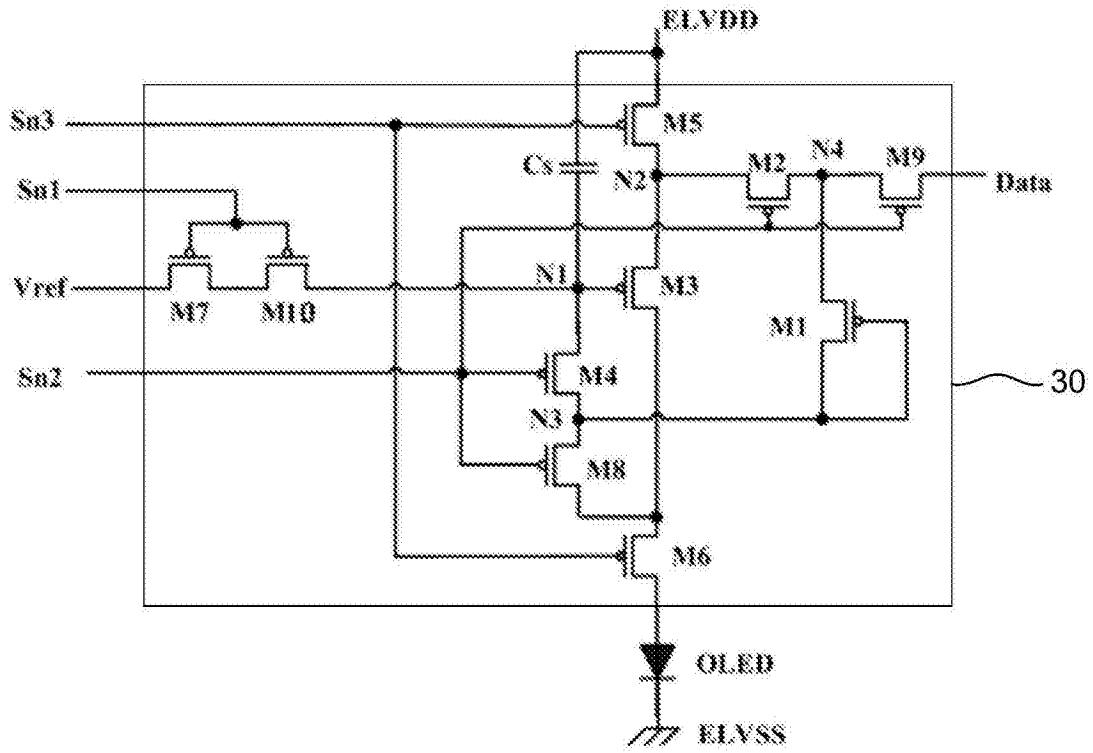 ELVDD
Sn3
M5
Cs
N2
M2
N4
M9
Data
Sn1
N1
M3
Vref
M7
M10
M1
Sn2
M4
30
N3
M8
M6
OLED
ELVSS